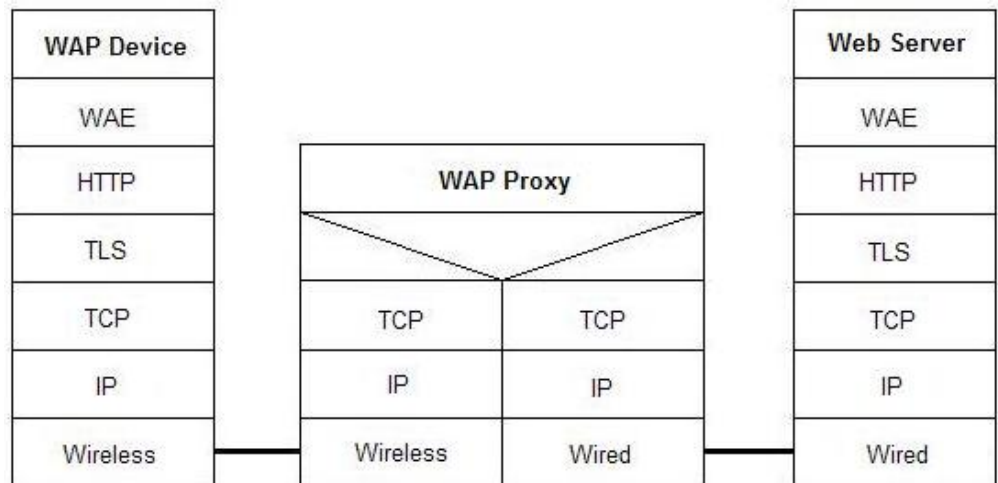 WAP Device
WAE
HTTP
TLS
TCP
IP
Wireless
WAP Proxy
TCP TCP
IP IP
Wireless Wired
Web Server
WAE
HTTP
TLS
TCP
IP
Wired